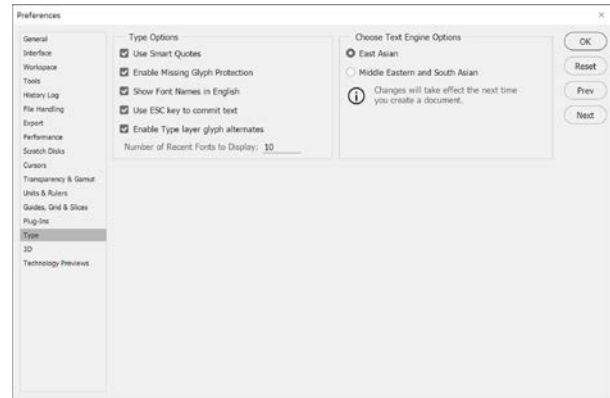 Preferences
General
Interface
Workspace
Tools
History Log
File Handling
Export
Performance
Scratch Disks
Cursors
Transparency & Gamut
Units & Rulers
Guides, Grid & Slices
Plug-Ins
Type
3D
Technology Previews
Type Options
Use Smart Quotes
Enable Missing Glyph Protection
Show Font Names in English
Use ESC key to commit text
Enable Type layer glyph alternates
Number of Recent Fonts to Display: 10
Choose Text Engine Options
East Asian
Middle Eastern and South Asian
Changes will take effect the next time
you create a document.
OK
Reset
Prev
Next